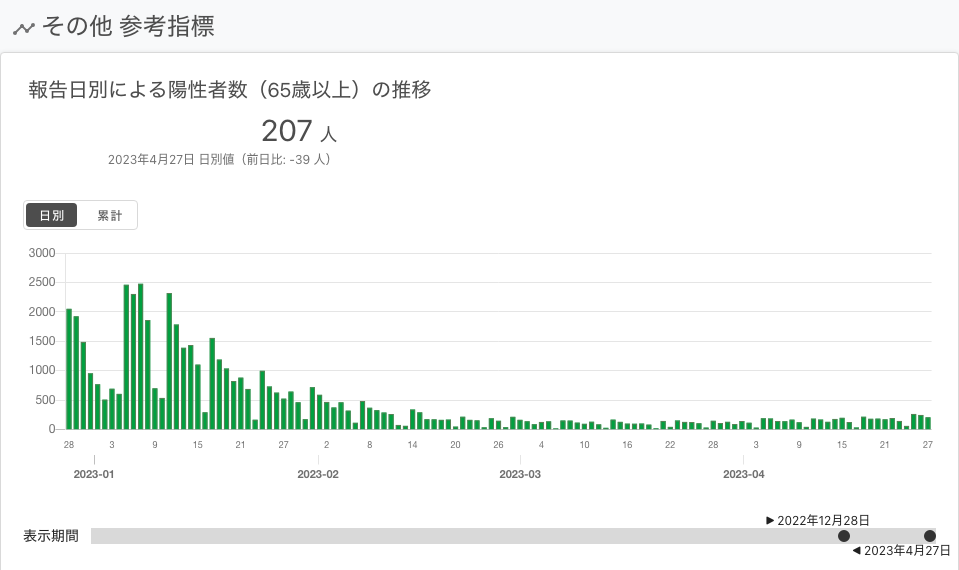 その他 参考指標
報告日別による陽性者数（65歳以上）の推移
207 人
2023年4月27日 日別値（前日比: -39 人）
日別 累計
3000
2500
2000
1500
1000
500
0
28 3 9 15 21 27 2 8 14 20 26 4 10 16 22 28 3 9 15 21 27
2023-01 2023-02 2023-03 2023-04
▶ 2022年12月28日
表示期間
◀ 2023年4月27日